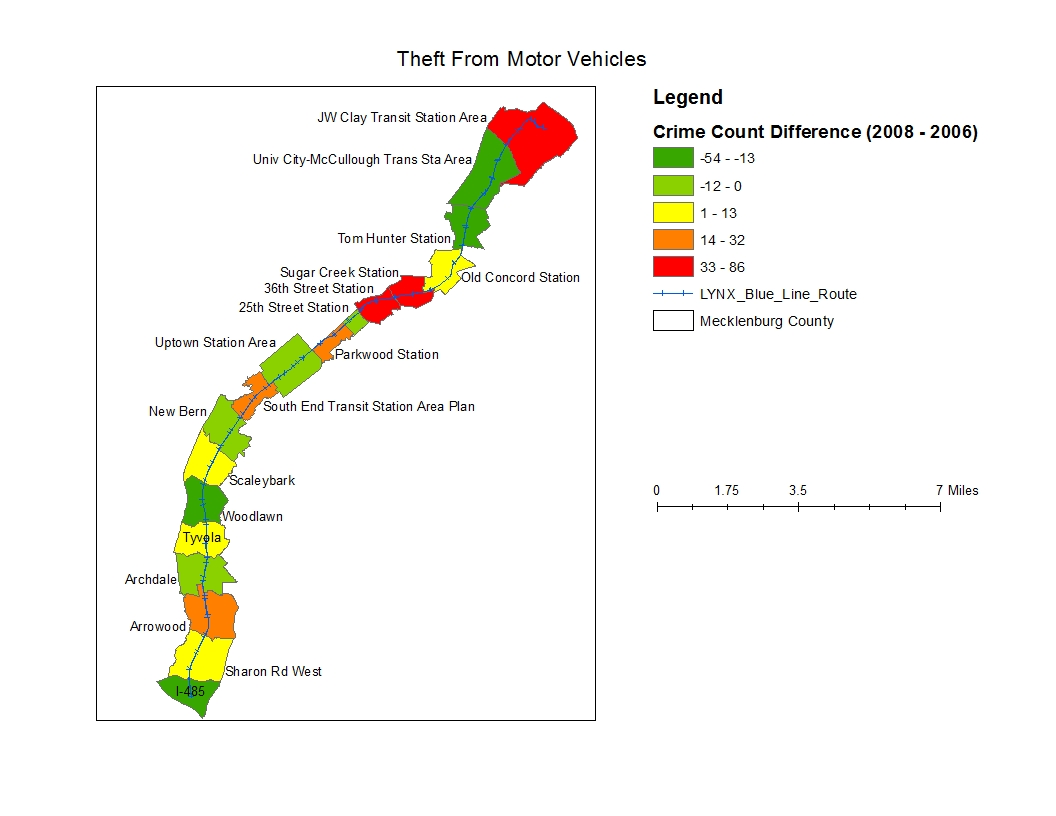 Theft From Motor Vehicles
JW Clay Transit Station Area
Univ City-McCullough Trans Sta Area
Tom Hunter Station
Old Concord Station
Sugar Creek Station
36th Street Station
25th Street Station
Uptown Station Area
Parkwood Station
South End Transit Station Area Plan
New Bern
Scaleybark
Woodlawn
Tyvola
Archdale
Arrowood
Sharon Rd West
I-485
Legend
Crime Count Difference (2008 - 2006)
-54 - -13
-12 - 0
1 - 13
14 - 32
33 - 86
LYNX_Blue_Line_Route
Mecklenburg County
0 1.75 3.5 7 Miles